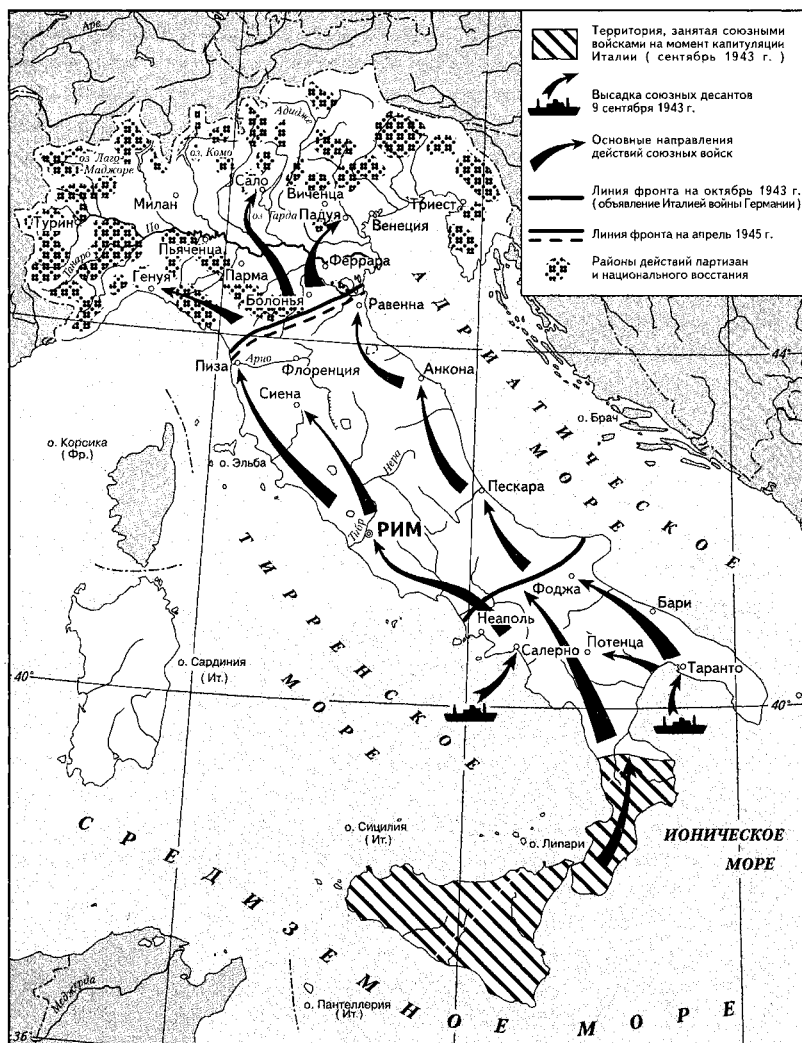 Территория, занятая союзными
войсками на момент капитуляции
Италии ( сентябрь 1943 г. )
Высадка союзных десантов
9 сентября 1943 г.
Основные направления
действий союзных войск
Линия фронта на октябрь 1943 г.
( объявление Италией войны Германии )
Линия фронта на апрель 1945 г.
Районы действий партизан
и национального восстания
Аре
Адидже
оз. Лаго-
Маджоре
оз. Комо
Сало
Виченца
Милан
оз. Гарда
Падуя
Триест
Турин
По
Венеция
Пьяченца
Танаро
Парма
Феррара
Генуя
Болонья
Равенна
АДРИАТИЧЕСКОЕ
МОРЕ
44°
Пиза
Арно
Флоренция
Анкона
Сиена
о. Брач
о. Корсика
(Фр.)
о. Эльба
Нера
Пескара
Тибр
РИМ
ТИРРЕНСКОЕ
МОРЕ
Фоджа
Бари
Неаполь
Салерно
Потенца
Таранто
о. Сардиния
(Ит.)
40°
40°
о. Сицилия
(Ит.)
о. Липари
ИОНИЧЕСКОЕ
МОРЕ
СРЕДИЗЕМНОЕ МОРЕ
Меджерда
о. Пантеллерия
(Ит.)
36°